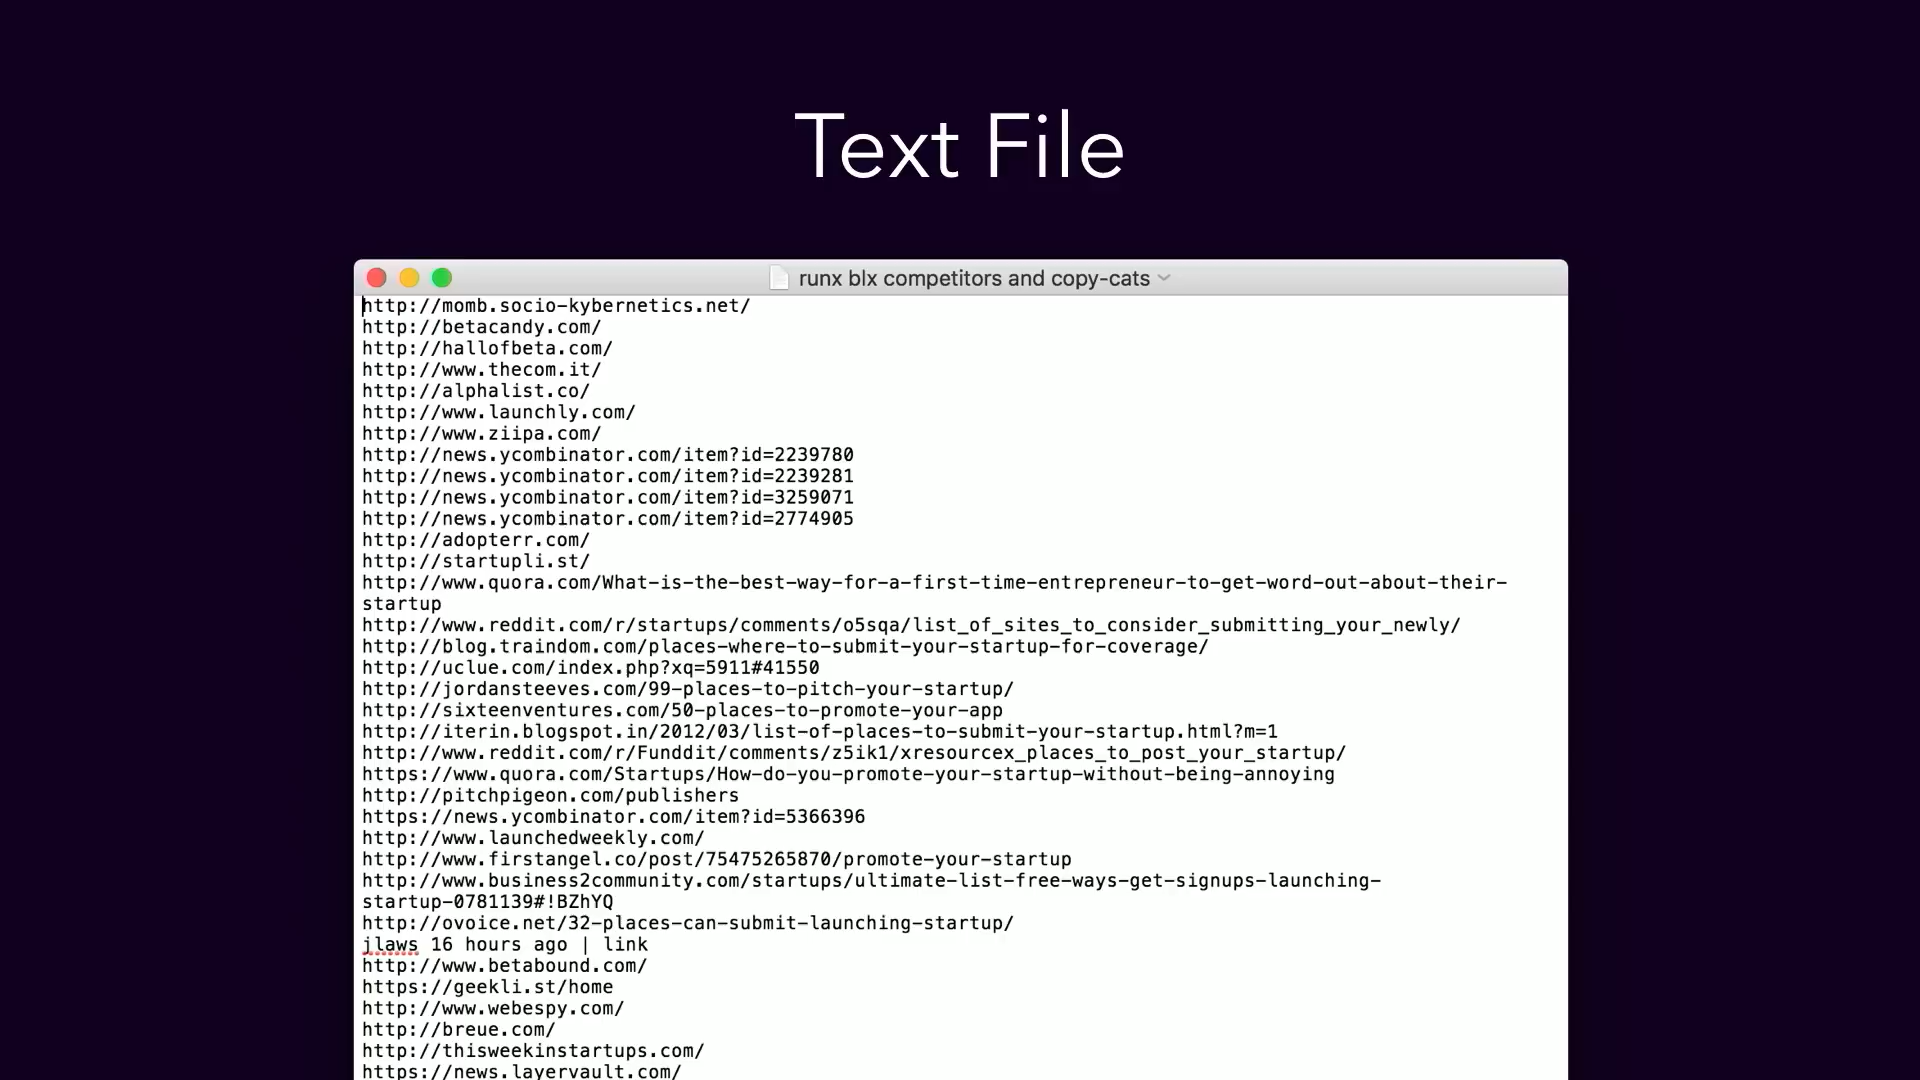 Text File
runx blx competitors and copy-cats
http://momb.socio-kybernetics.net/
http://betacandy.com/
http://hallofbeta.com/
http://www.thecom.it/
http://alphalist.co/
http://www.launchly.com/
http://www.ziipa.com/
http://news.ycombinator.com/item?id=2239780
http://news.ycombinator.com/item?id=2239281
http://news.ycombinator.com/item?id=3259071
http://news.ycombinator.com/item?id=2774905
http://adopterr.com/
http://startupli.st/
http://www.quora.com/What-is-the-best-way-for-a-first-time-entrepreneur-to-get-word-out-about-their-
startup
http://www.reddit.com/r/startups/comments/o5sqa/list_of_sites_to_consider_submitting_your_newly/
http://blog.traindom.com/places-where-to-submit-your-startup-for-coverage/
http://uclue.com/index.php?xq=5911#41550
http://jordansteeves.com/99-places-to-pitch-your-startup/
http://sixteenventures.com/50-places-to-promote-your-app
http://iterin.blogspot.in/2012/03/list-of-places-to-submit-your-startup.html?m=1
http://www.reddit.com/r/Funddit/comments/z5ik1/xresourcex_places_to_post_your_startup/
https://www.quora.com/Startups/How-do-you-promote-your-startup-without-being-annoying
http://pitchpigeon.com/publishers
https://news.ycombinator.com/item?id=5366396
http://www.launchedweekly.com/
http://www.firstangel.co/post/75475265870/promote-your-startup
http://www.business2community.com/startups/ultimate-list-free-ways-get-signups-launching-
startup-0781139#!BZhYQ
http://ovoice.net/32-places-can-submit-launching-startup/
jlaws 16 hours ago | link
http://www.betabound.com/
https://geekli.st/home
http://www.webespy.com/
http://breue.com/
http://thisweekinstartups.com/
https://news.layervault.com/